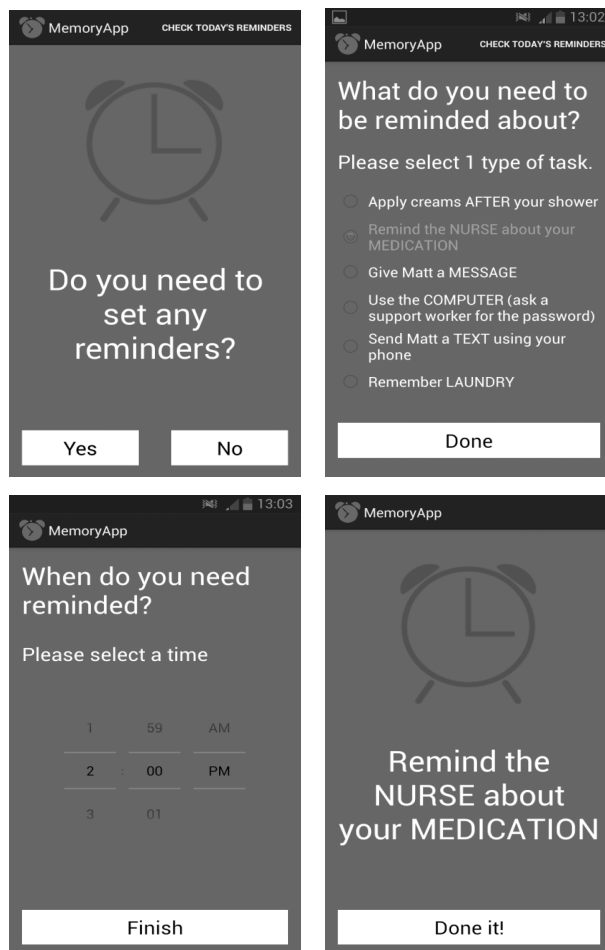 MemoryApp CHECK TODAY'S REMINDERS
Do you need to
set any
reminders?
Yes No
13:02
MemoryApp CHECK TODAY'S REMINDERS
What do you need to
be reminded about?
Please select 1 type of task.
Apply creams AFTER your shower
Remind the NURSE about your
MEDICATION
Give Matt a MESSAGE
Use the COMPUTER (ask a
support worker for the password)
Send Matt a TEXT using your
phone
Remember LAUNDRY
Done
13:03
MemoryApp
When do you need
reminded?
Please select a time
1 59 AM
2 : 00 PM
3 01
Finish
MemoryApp
Remind the
NURSE about
your MEDICATION
Done it!